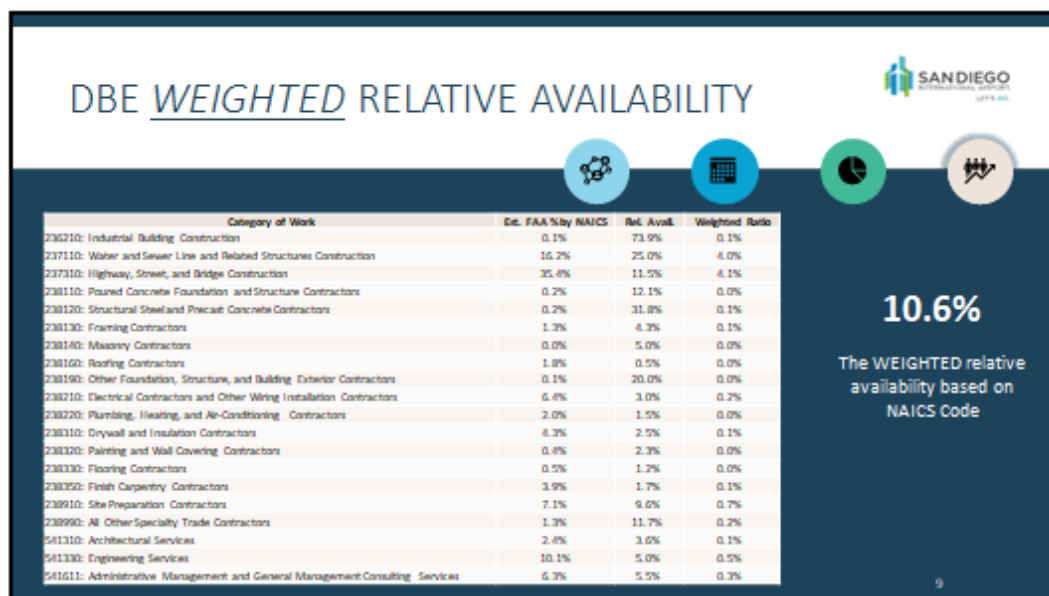 DBE WEIGHTED RELATIVE AVAILABILITY
SAN DIEGO
INTERNATIONAL AIRPORT
LET'S GO.
Category of Work Est. FAA % by NAICS Rel. Avail. Weighted Ratio
236210: Industrial Building Construction 0.1% 73.9% 0.1%
237110: Water and Sewer Line and Related Structures Construction 16.2% 25.0% 4.0%
237310: Highway, Street, and Bridge Construction 35.4% 11.5% 4.1%
238110: Poured Concrete Foundation and Structure Contractors 0.2% 12.1% 0.0%
238120: Structural Steel and Precast Concrete Contractors 0.2% 31.8% 0.1%
238130: Framing Contractors 1.3% 4.3% 0.1%
238140: Masonry Contractors 0.0% 5.0% 0.0%
238160: Roofing Contractors 1.8% 0.5% 0.0%
238190: Other Foundation, Structure, and Building Exterior Contractors 0.1% 20.0% 0.0%
238210: Electrical Contractors and Other Wiring Installation Contractors 6.4% 3.0% 0.2%
238220: Plumbing, Heating, and Air-Conditioning Contractors 2.0% 1.5% 0.0%
238310: Drywall and Insulation Contractors 4.3% 2.5% 0.1%
238320: Painting and Wall Covering Contractors 0.4% 2.3% 0.0%
238330: Flooring Contractors 0.5% 1.2% 0.0%
238350: Finish Carpentry Contractors 3.9% 1.7% 0.1%
238910: Site Preparation Contractors 7.1% 9.6% 0.7%
238990: All Other Specialty Trade Contractors 1.3% 11.7% 0.2%
541310: Architectural Services 2.4% 3.6% 0.1%
541330: Engineering Services 10.1% 5.0% 0.5%
541611: Administrative Management and General Management Consulting Services 6.3% 5.5% 0.3%
10.6%
The WEIGHTED relative
availability based on
NAICS Code
9